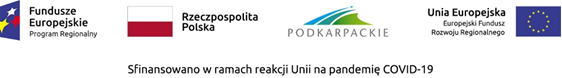 Fundusze
Europejskie
Program Regionalny
Rzeczpospolita
Polska
PODKARPACKIE
Unia Europejska
Europejski Fundusz
Rozwoju Regionalnego
Sfinansowano w ramach reakcji Unii na pandemię COVID-19